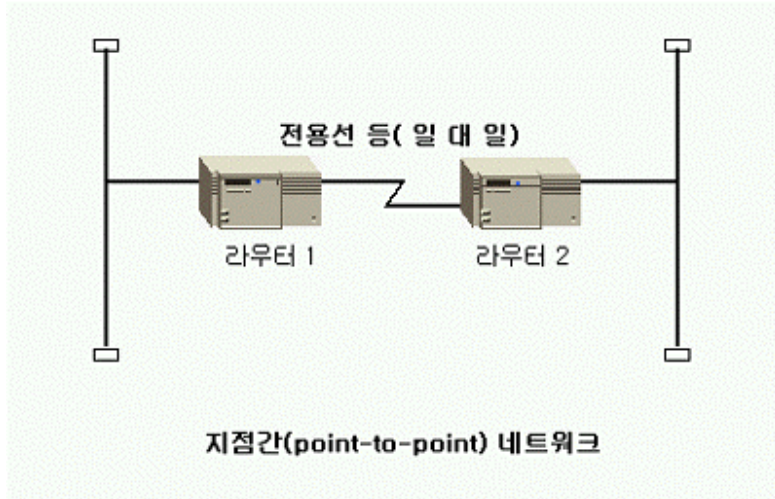 전용선 등( 일 대 일)
라우터 1
라우터 2
지점간(point-to-point) 네트워크